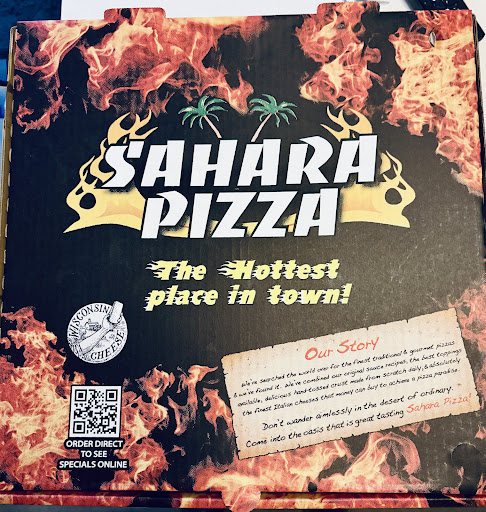 SAHARA
PIZZA
The Hottest
place in town!
WISCONSIN
CHEESE
Our Story
We've searched the world over for the finest traditional & gourmet pizzas
& we've found it. We've combined our original sauce recipes, the best toppings
available, delicious hand-tossed crust made from scratch daily, & absolutely
the finest Italian cheeses that money can buy to achieve a pizza paradise.
Don't wander aimlessly in the desert of ordinary.
Come into the oasis that is great tasting Sahara Pizza!
ORDER DIRECT
TO SEE
SPECIALS ONLINE